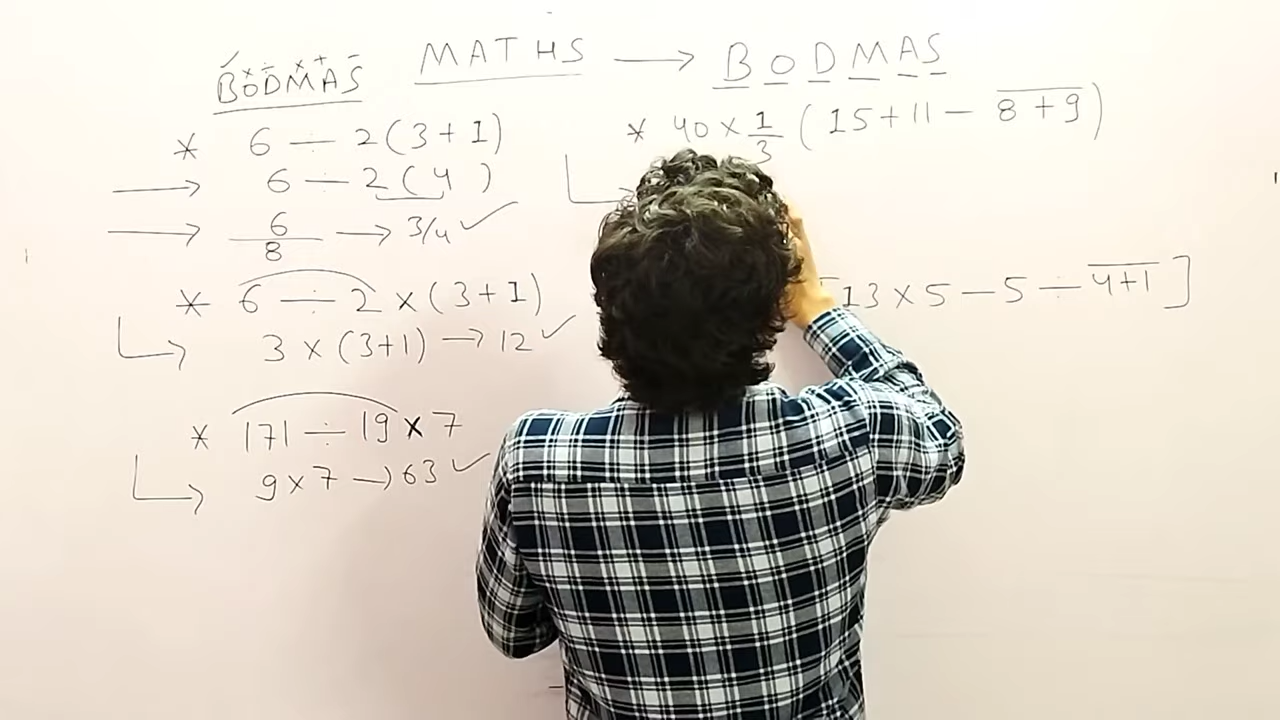 MATHS → BODMAS
✓ × ÷ × + −
BODMAS
* 6 ÷ 2(3+1)
→ 6 ÷ 2(4)
→ 6/8 → 3/4 ✓
* 6 ÷ 2 × (3+1)
3 × (3+1) → 12 ✓
* 171 ÷ 19 × 7
9 × 7 → 63 ✓
* 40 × 1/3 (15 + 11 − 8 + 9)
13 × 5 − 5 ÷ 4+1 ]